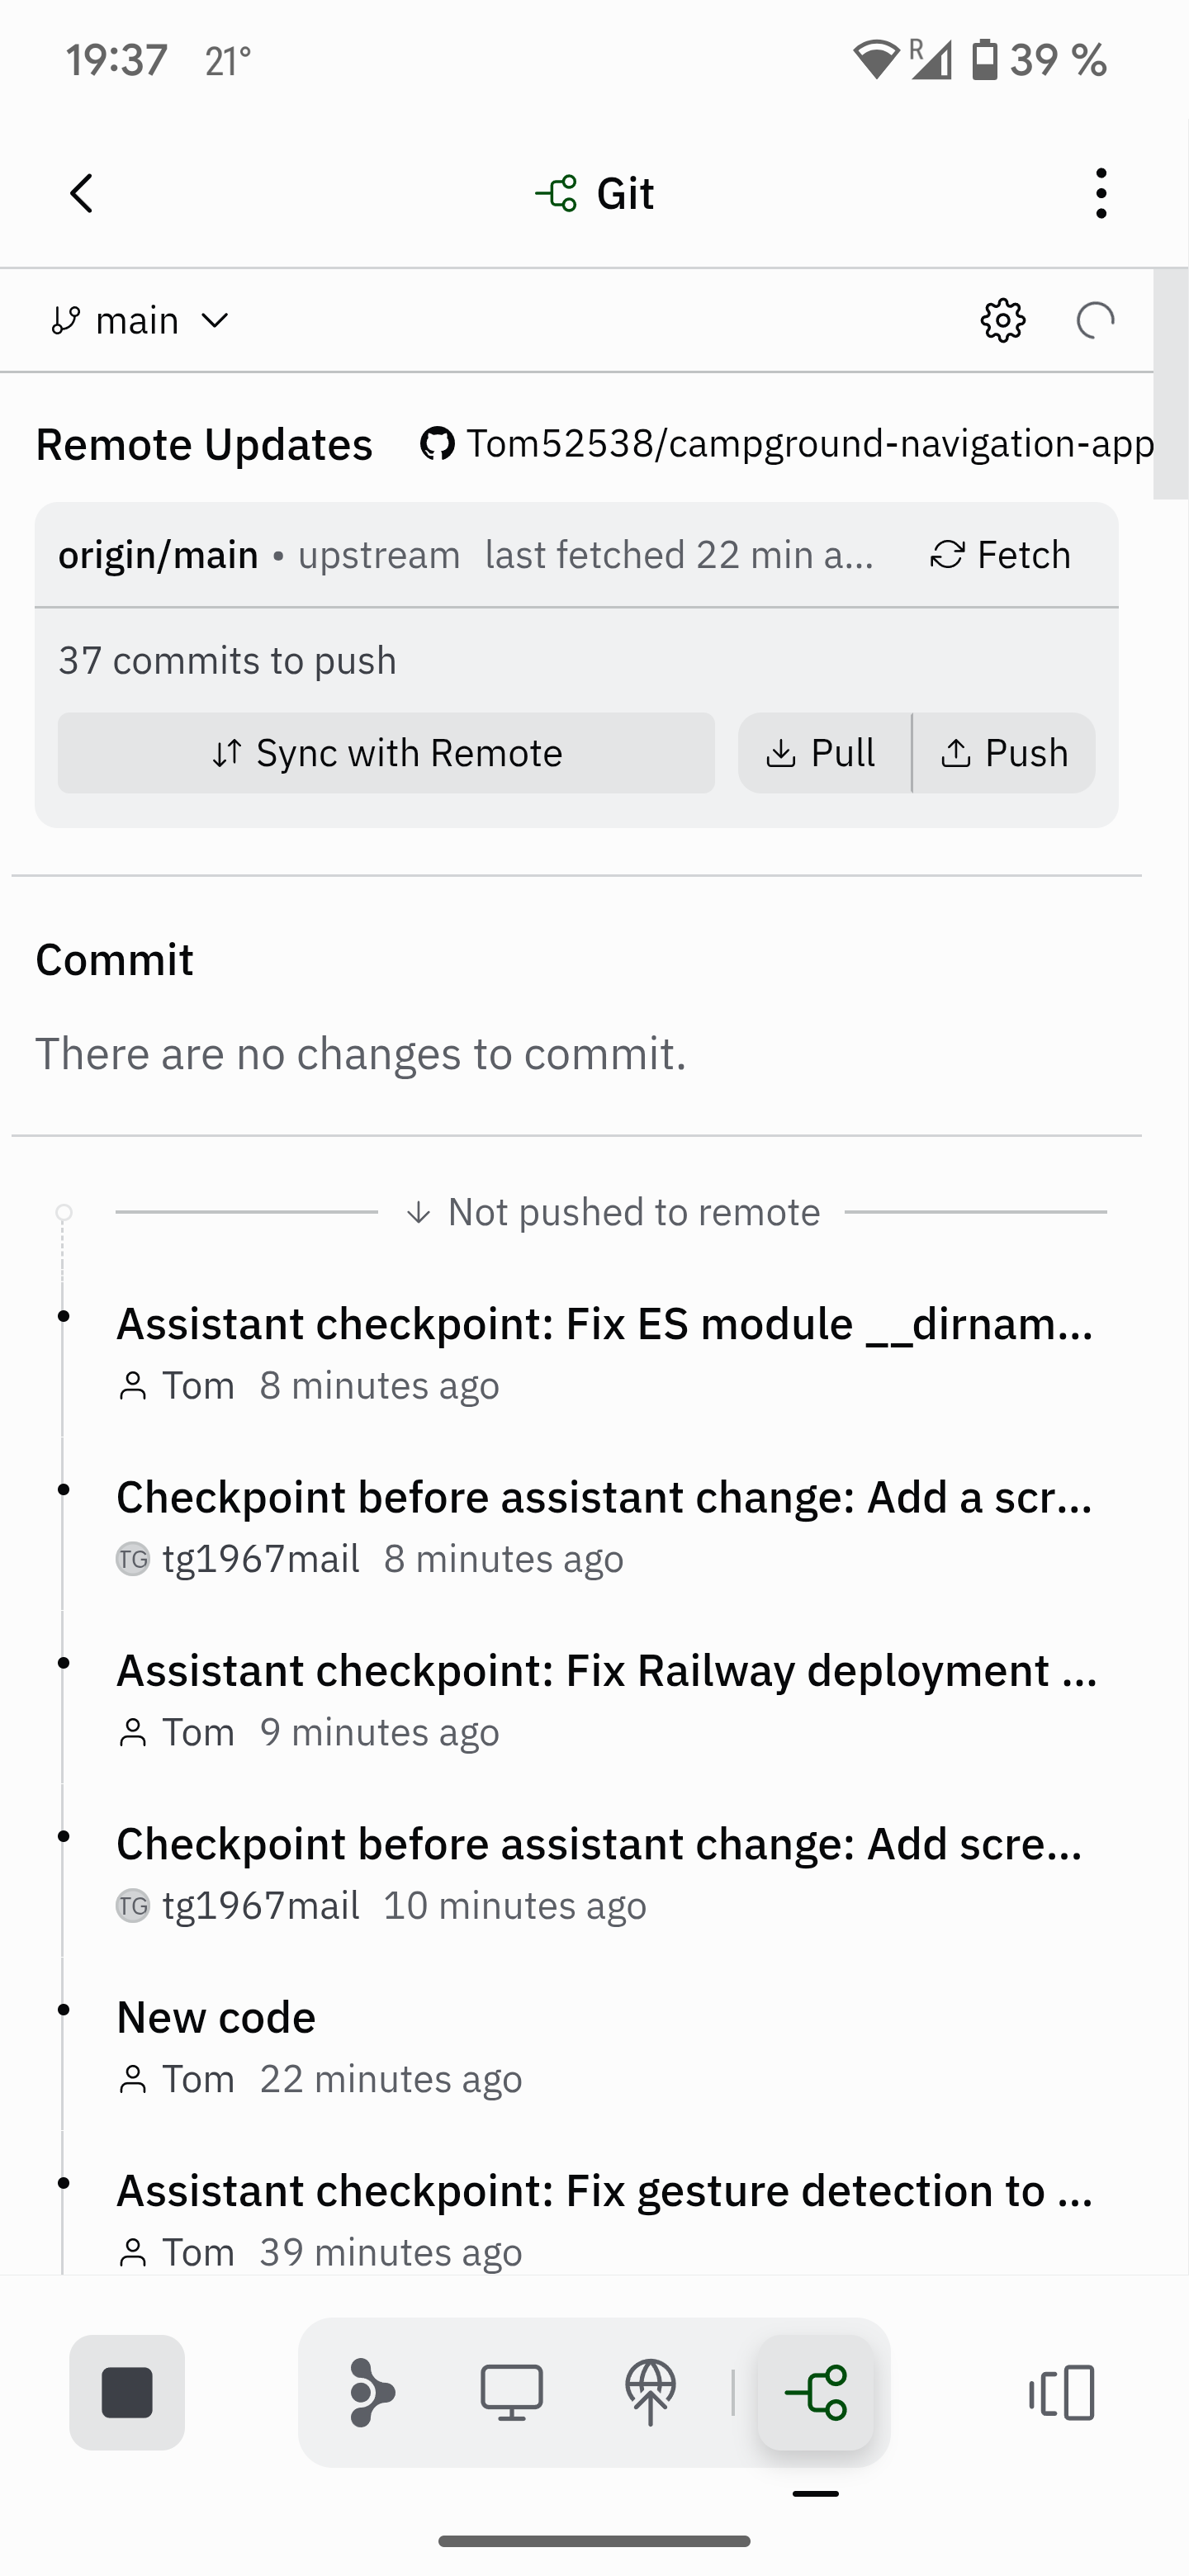 19:37 21° R 39 %
Git
main
Remote Updates Tom52538/campground-navigation-app
origin/main • upstream last fetched 22 min a... Fetch
37 commits to push
Sync with Remote Pull Push
Commit
There are no changes to commit.
↓ Not pushed to remote
Assistant checkpoint: Fix ES module __dirnam...
Tom 8 minutes ago
Checkpoint before assistant change: Add a scr...
TG tg1967mail 8 minutes ago
Assistant checkpoint: Fix Railway deployment ...
Tom 9 minutes ago
Checkpoint before assistant change: Add scre...
TG tg1967mail 10 minutes ago
New code
Tom 22 minutes ago
Assistant checkpoint: Fix gesture detection to ...
Tom 39 minutes ago